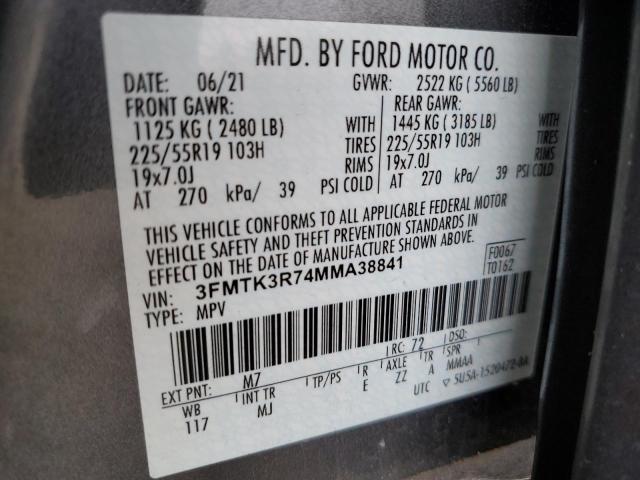 MFD. BY FORD MOTOR CO.
DATE: 06/21 GVWR: 2522 KG ( 5560 LB)
FRONT GAWR: REAR GAWR:
1125 KG ( 2480 LB) WITH 1445 KG ( 3185 LB) WITH
225/55R19 103H TIRES 225/55R19 103H TIRES
19x7.0J RIMS 19x7.0J RIMS
AT 270 kPa/ 39 PSI COLD AT 270 kPa/ 39 PSI COLD
THIS VEHICLE CONFORMS TO ALL APPLICABLE FEDERAL MOTOR
VEHICLE SAFETY AND THEFT PREVENTION STANDARDS IN
EFFECT ON THE DATE OF MANUFACTURE SHOWN ABOVE.
F0067
T0162
VIN: 3FMTK3R74MMA38841
TYPE: MPV
EXT PNT: M7 RC: 72 DSO:
WB INT TR TP/PS R AXLE TR SPR
117 MJ E ZZ A MMAA
UTC ▽ 5U5A-1520472-BA